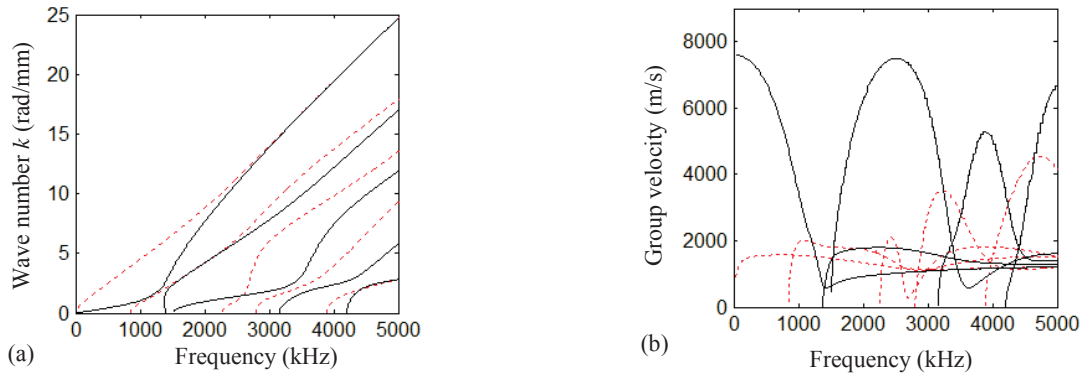 25
20
15
10
5
0
Wave number k (rad/mm)
0 1000 2000 3000 4000 5000
Frequency (kHz)
(a)
8000
6000
4000
2000
0
Group velocity (m/s)
0 1000 2000 3000 4000 5000
Frequency (kHz)
(b)